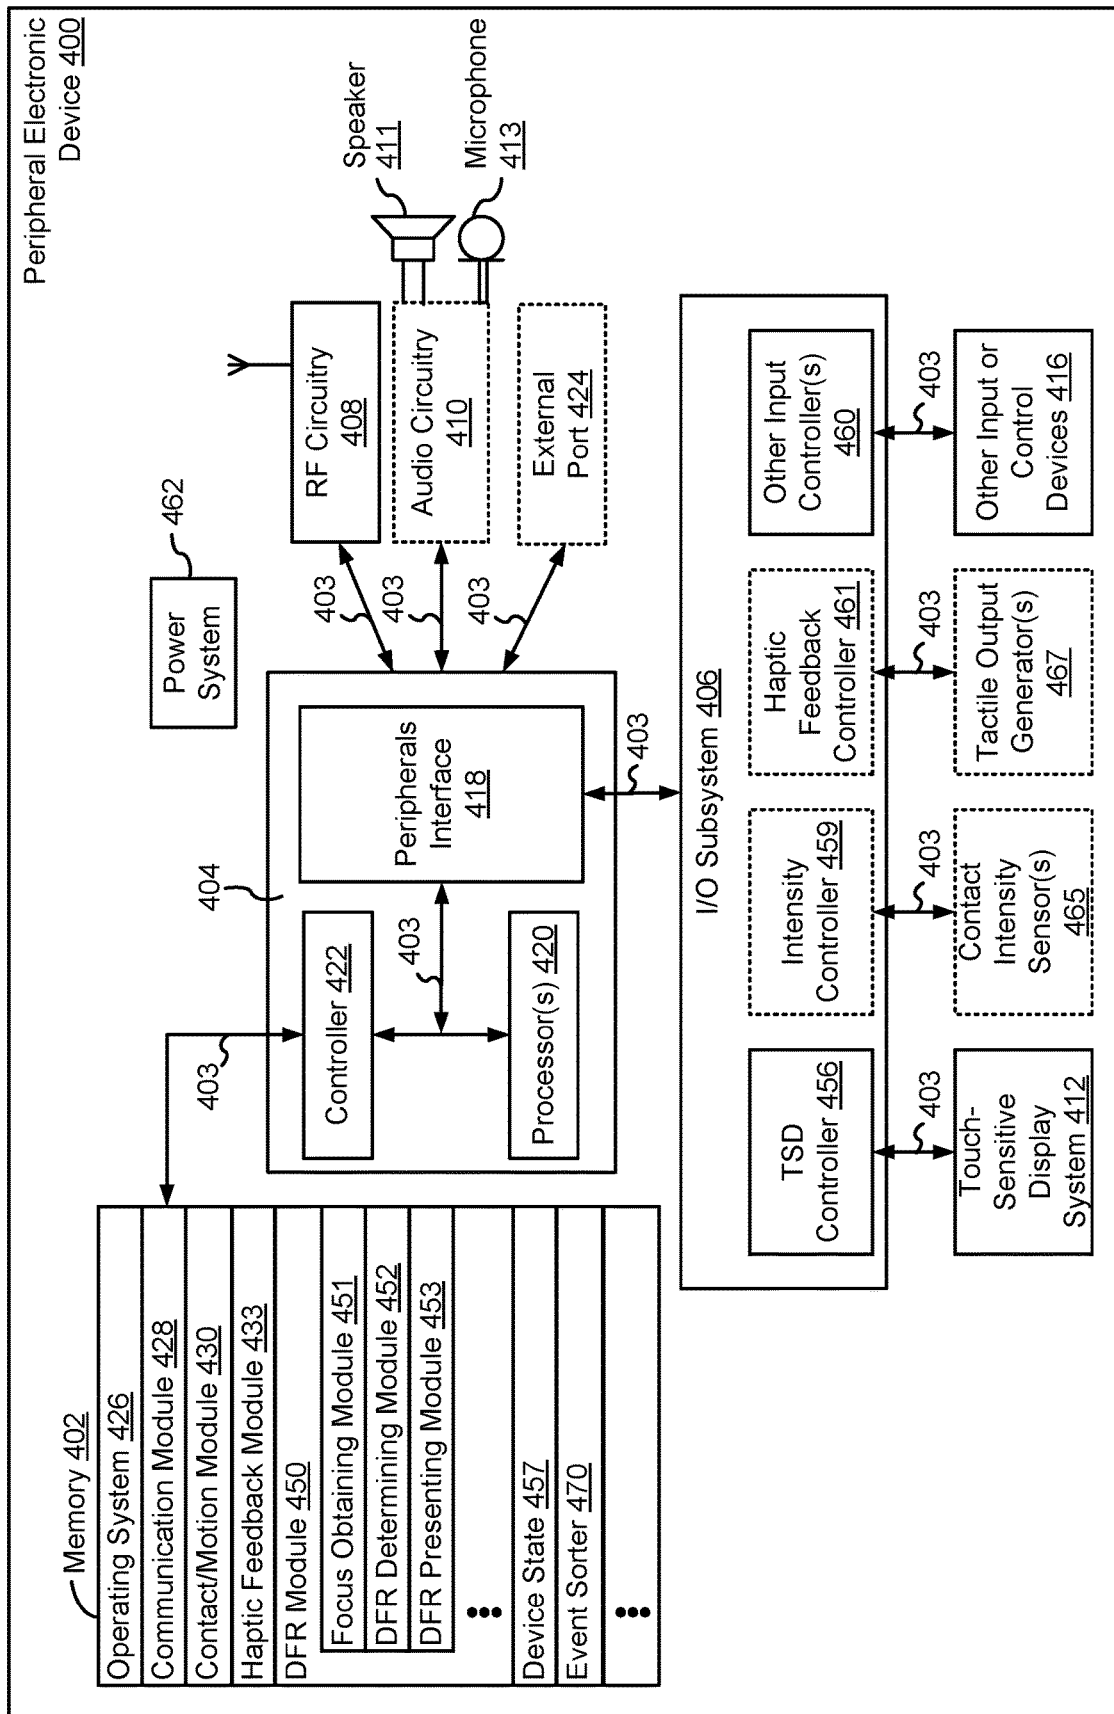 Peripheral Electronic
Device 400
Memory 402
Operating System 426
Communication Module 428
Contact/Motion Module 430
Haptic Feedback Module 433
DFR Module 450
Focus Obtaining Module 451
DFR Determining Module 452
DFR Presenting Module 453
Device State 457
Event Sorter 470
403
404
Controller 422
403
Processor(s) 420
Peripherals
Interface
418
Power
System
462
403
403
403
RF Circuitry
408
Audio Circuitry
410
External
Port 424
Speaker
411
Microphone
413
403
I/O Subsystem 406
TSD
Controller 456
Intensity
Controller 459
Haptic
Feedback
Controller 461
Other Input
Controller(s)
460
403
403
403
403
Touch-
Sensitive
Display
System 412
Contact
Intensity
Sensor(s)
465
Tactile Output
Generator(s)
467
Other Input or
Control
Devices 416